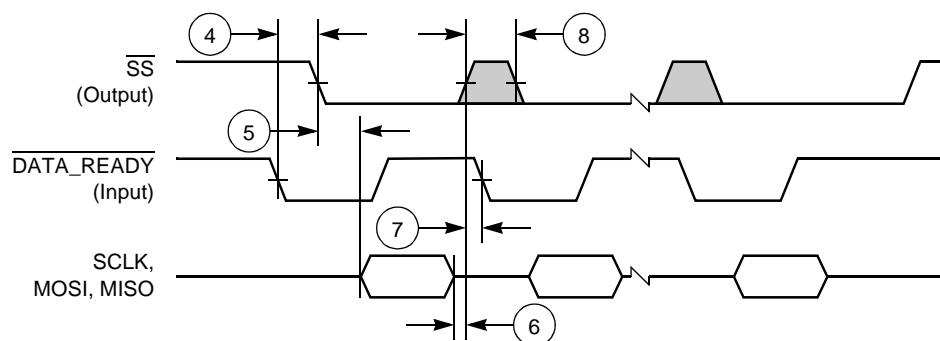 4
8
SS
(Output)
5
DATA_READY
(Input)
7
SCLK,
MOSI, MISO
6